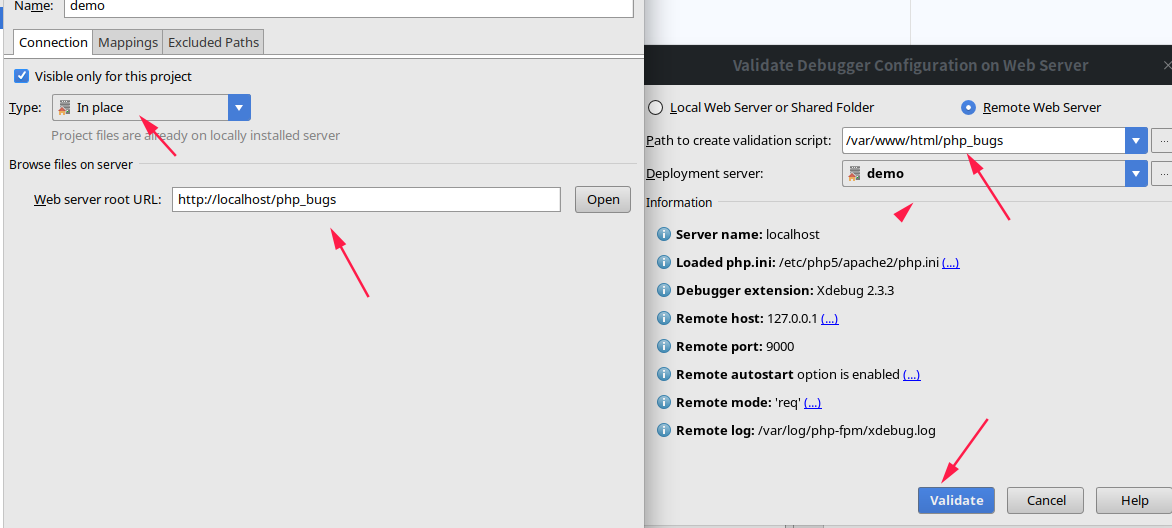 Name: demo
Connection Mappings Excluded Paths
Visible only for this project
Type: In place
Project files are already on locally installed server
Browse files on server
Web server root URL: http://localhost/php_bugs Open
Validate Debugger Configuration on Web Server
Local Web Server or Shared Folder Remote Web Server
Path to create validation script: /var/www/html/php_bugs ...
Deployment server: demo ...
Information
Server name: localhost
Loaded php.ini: /etc/php5/apache2/php.ini (...)
Debugger extension: Xdebug 2.3.3
Remote host: 127.0.0.1 (...)
Remote port: 9000
Remote autostart option is enabled (...)
Remote mode: 'req' (...)
Remote log: /var/log/php-fpm/xdebug.log
Validate Cancel Help